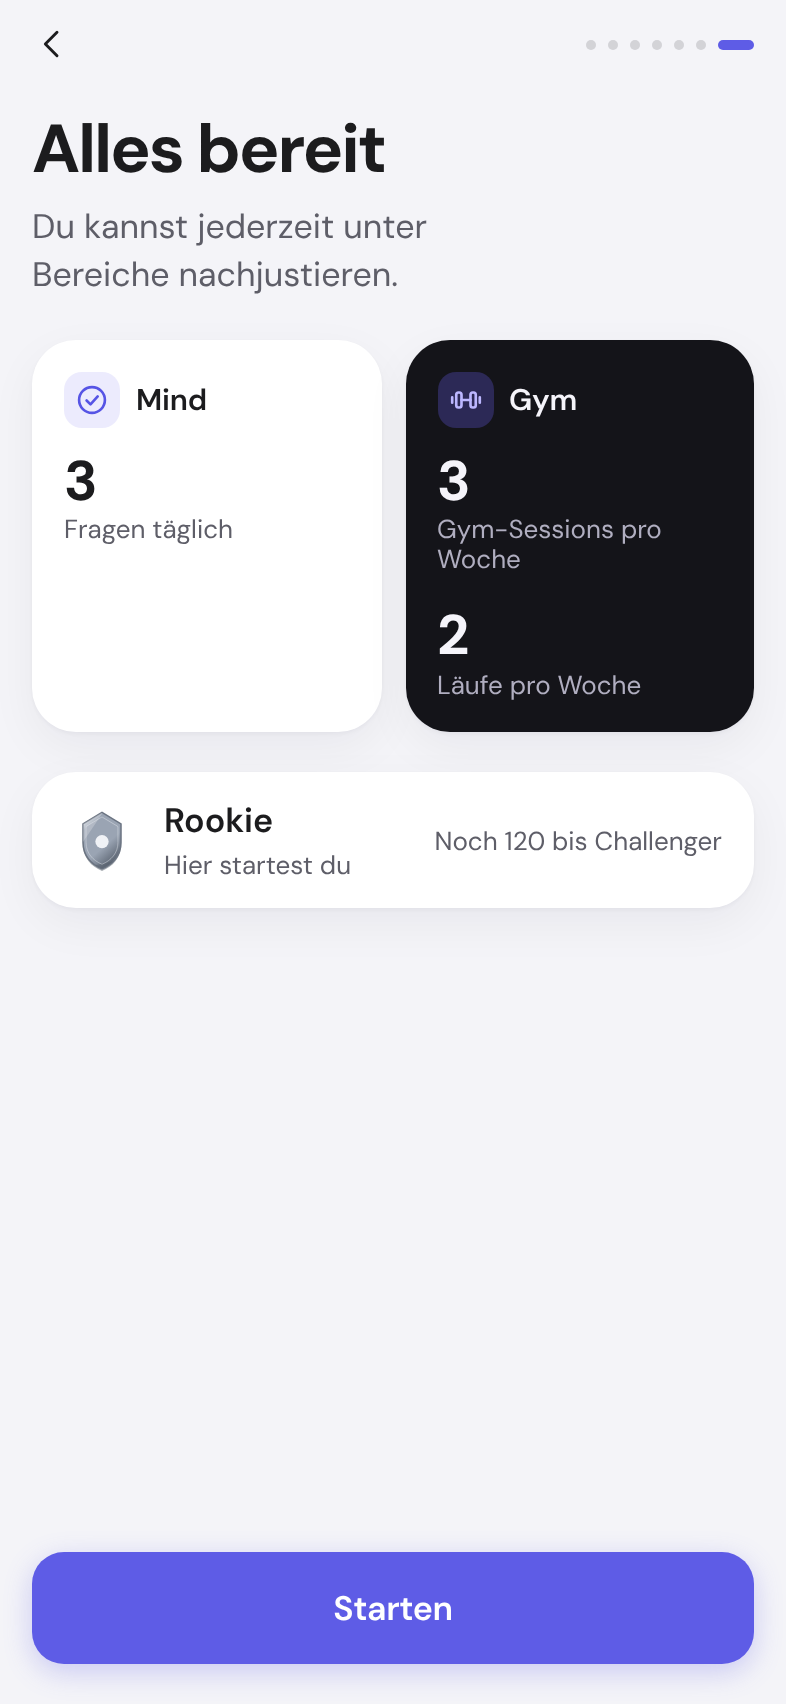 Alles bereit
Du kannst jederzeit unter
Bereiche nachjustieren.
Mind
3
Fragen täglich
Gym
3
Gym-Sessions pro
Woche
2
Läufe pro Woche
Rookie
Hier startest du
Noch 120 bis Challenger
Starten